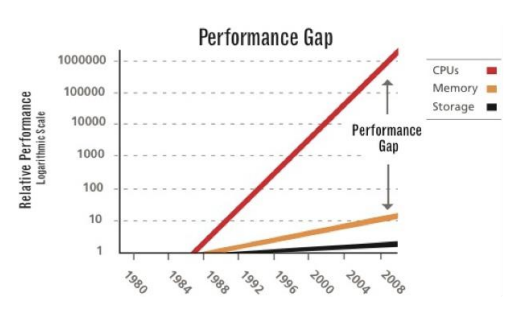 Performance Gap
Relative Performance
Logarithmic Scale
1000000
100000
10000
1000
100
10
1
1980
1984
1988
1992
1996
2000
2004
2008
Performance
Gap
CPUs
Memory
Storage